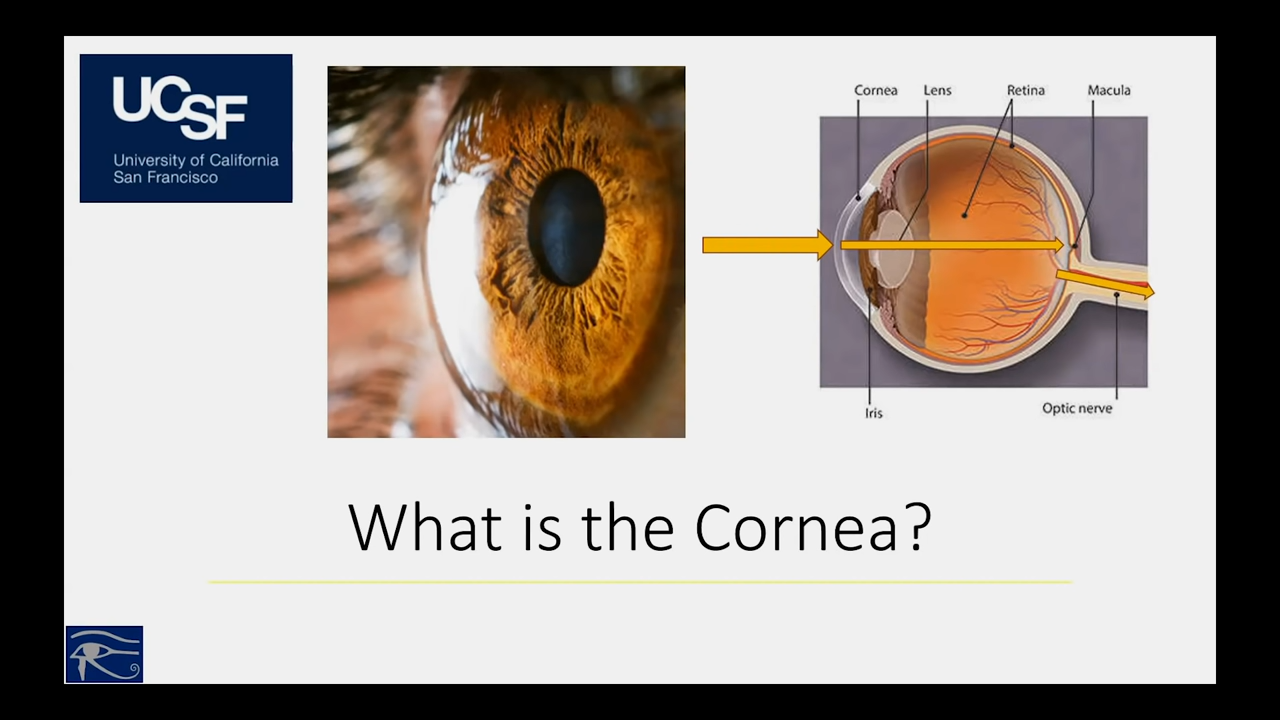 UCSF
University of California
San Francisco
Cornea Lens Retina Macula
Iris
Optic nerve
What is the Cornea?